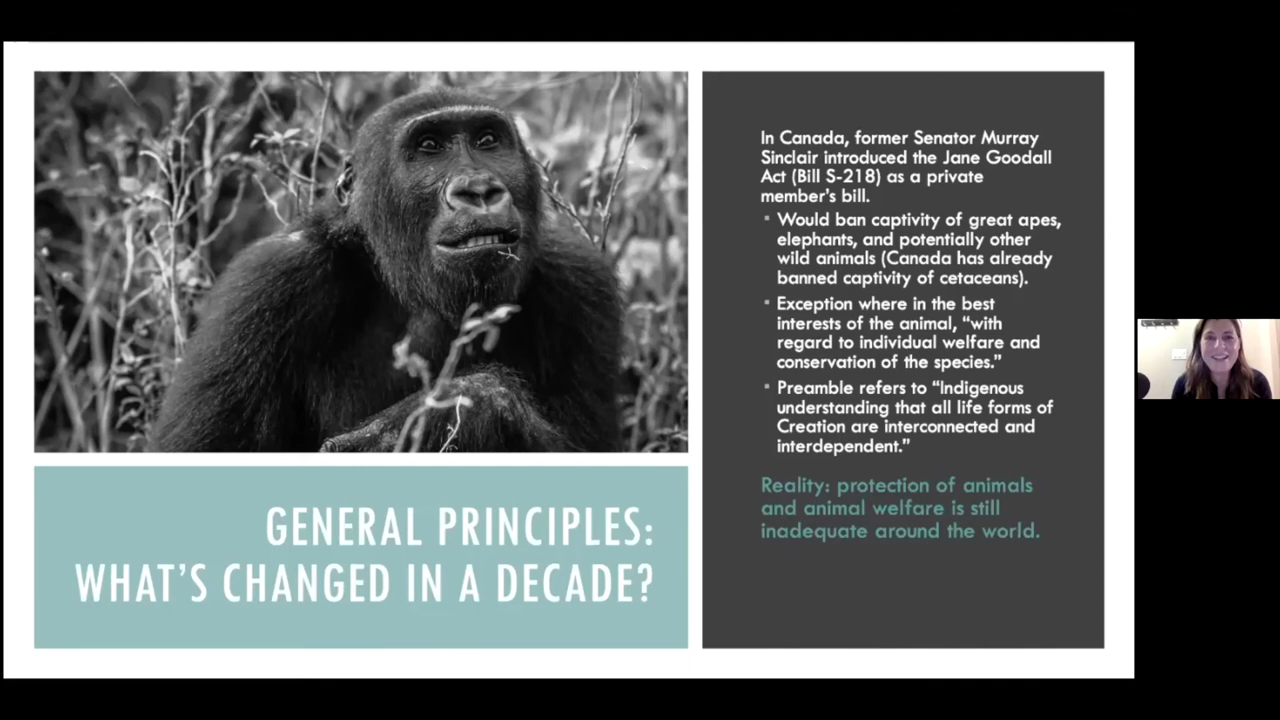 GENERAL PRINCIPLES:
WHAT'S CHANGED IN A DECADE?
In Canada, former Senator Murray
Sinclair introduced the Jane Goodall
Act (Bill S-218) as a private
member's bill.
▪ Would ban captivity of great apes,
elephants, and potentially other
wild animals (Canada has already
banned captivity of cetaceans).
▪ Exception where in the best
interests of the animal, “with
regard to individual welfare and
conservation of the species.”
▪ Preamble refers to “Indigenous
understanding that all life forms of
Creation are interconnected and
interdependent.”
Reality: protection of animals
and animal welfare is still
inadequate around the world.